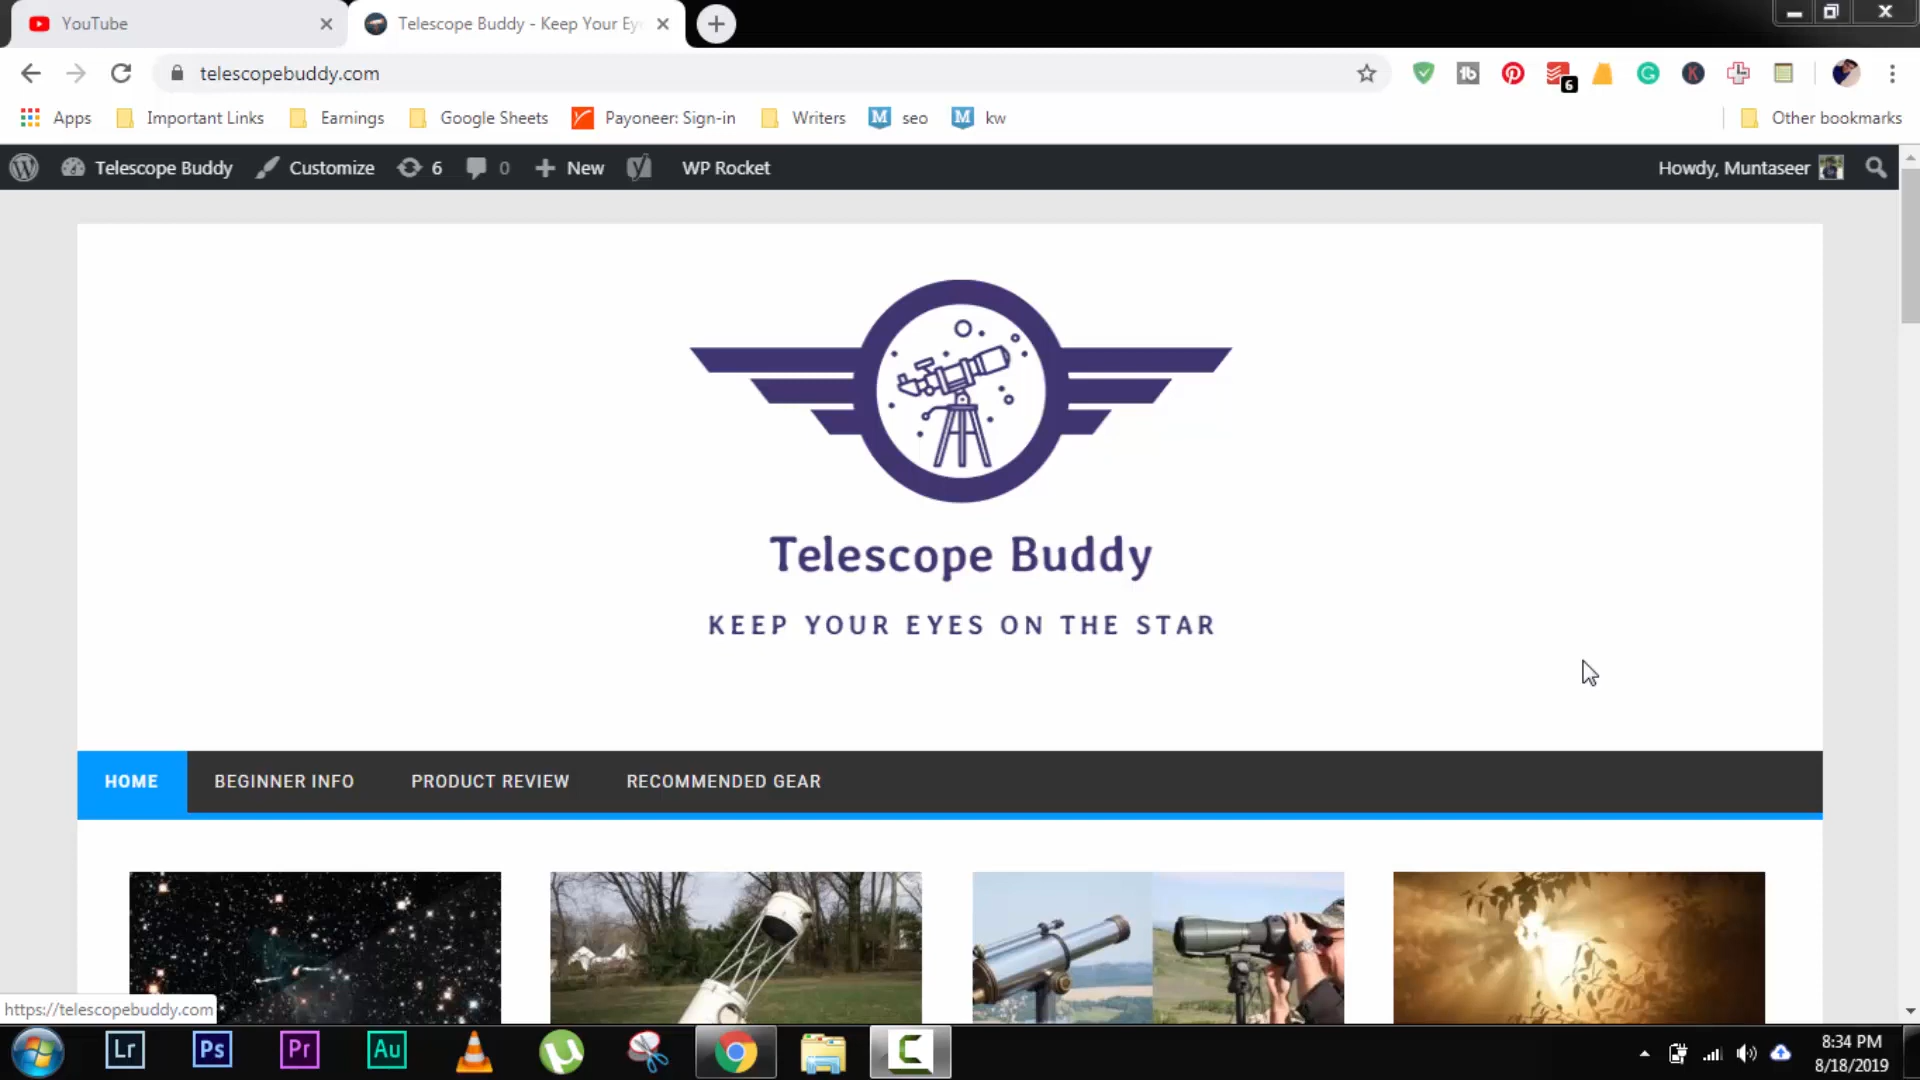 YouTube
Telescope Buddy - Keep Your Ey
telescopebuddy.com
6
Apps
Important Links
Earnings
Google Sheets
Payoneer: Sign-in
Writers
seo
kw
Other bookmarks
Telescope Buddy
Customize
6
0
New
WP Rocket
Howdy, Muntaseer
Telescope Buddy
KEEP YOUR EYES ON THE STAR
HOME
BEGINNER INFO
PRODUCT REVIEW
RECOMMENDED GEAR
https://telescopebuddy.com
Lr
Ps
Pr
Au
8:34 PM
8/18/2019